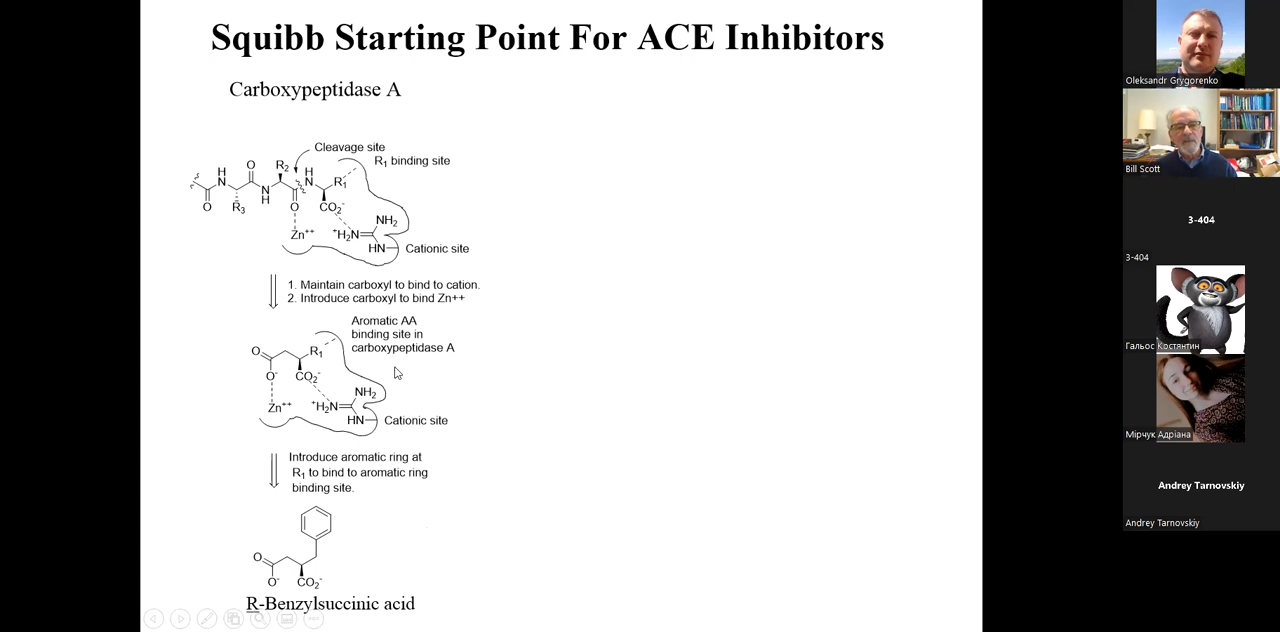 Squibb Starting Point For ACE Inhibitors
Carboxypeptidase A
Cleavage site
R1 binding site
O
R2
H
H
N
N
R1
N
H
O
R3
O
CO2-
NH2
Zn++
+H2N
HN
Cationic site
1. Maintain carboxyl to bind to cation.
2. Introduce carboxyl to bind Zn++
Aromatic AA
binding site in
carboxypeptidase A
O
R1
O-
CO2-
NH2
Zn++
+H2N
HN
Cationic site
Introduce aromatic ring at
R1 to bind to aromatic ring
binding site.
O
O-
CO2-
R-Benzylsuccinic acid
Oleksandr Grygorenko
Bill Scott
3-404
3-404
Гальос Костянтин
Мірчук Адріана
Andrey Tarnovskiy
Andrey Tarnovskiy